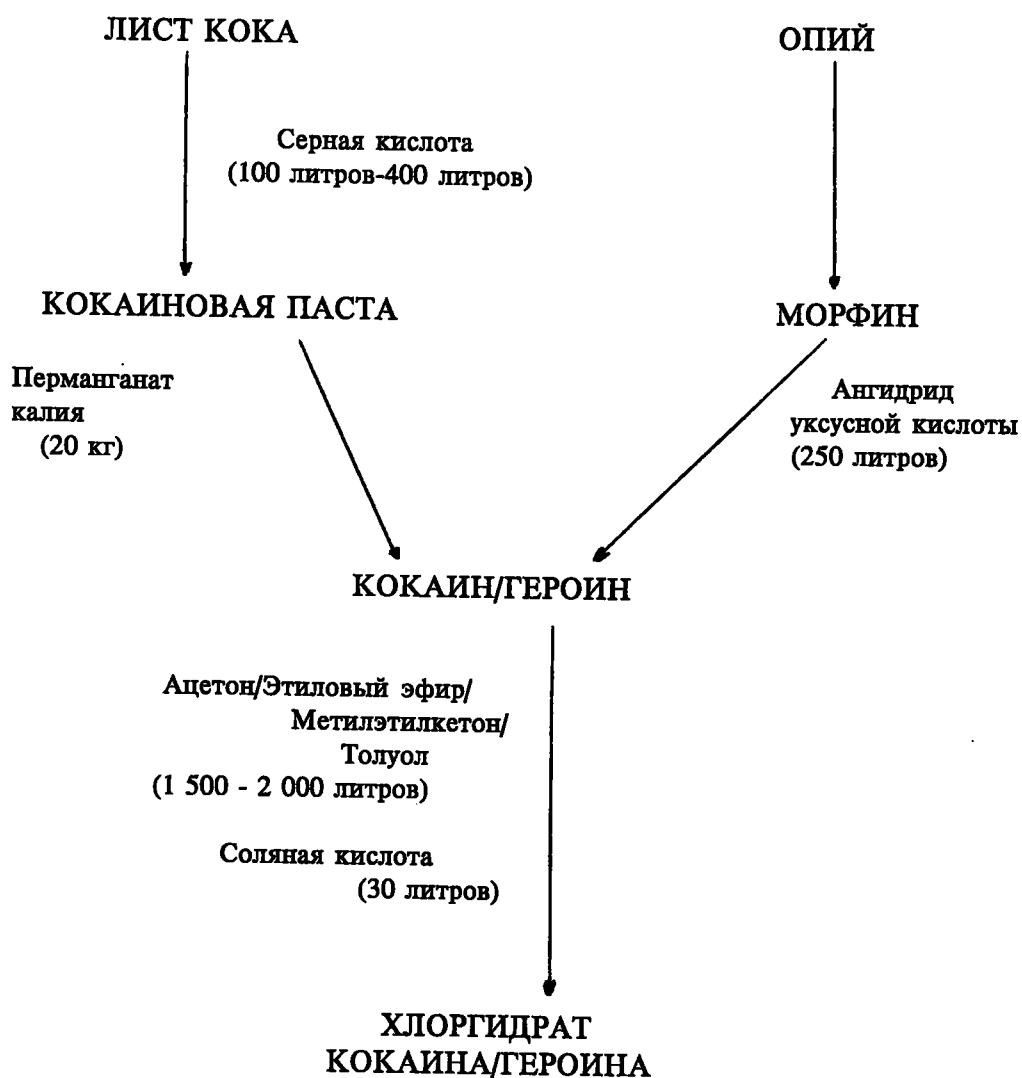 ЛИСТ КОКА
ОПИЙ
Серная кислота
(100 литров-400 литров)
КОКАИНОВАЯ ПАСТА
МОРФИН
Перманганат
калия
(20 кг)
Ангидрид
уксусной кислоты
(250 литров)
КОКАИН/ГЕРОИН
Ацетон/Этиловый эфир/
Метилэтилкетон/
Толуол
(1 500 - 2 000 литров)
Соляная кислота
(30 литров)
ХЛОРГИДРАТ
КОКАИНА/ГЕРОИНА